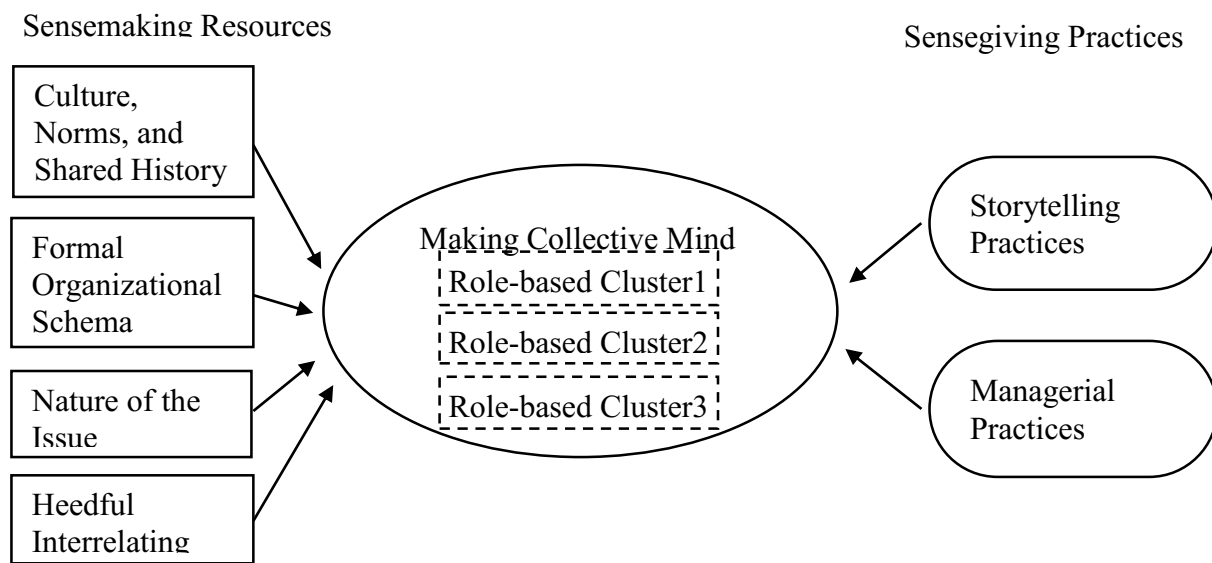 Sensemaking Resources
Sensegiving Practices
Culture,
Norms, and
Shared History
Formal
Organizational
Schema
Nature of the
Issue
Heedful
Interrelating
Making Collective Mind
Role-based Cluster1
Role-based Cluster2
Role-based Cluster3
Storytelling
Practices
Managerial
Practices